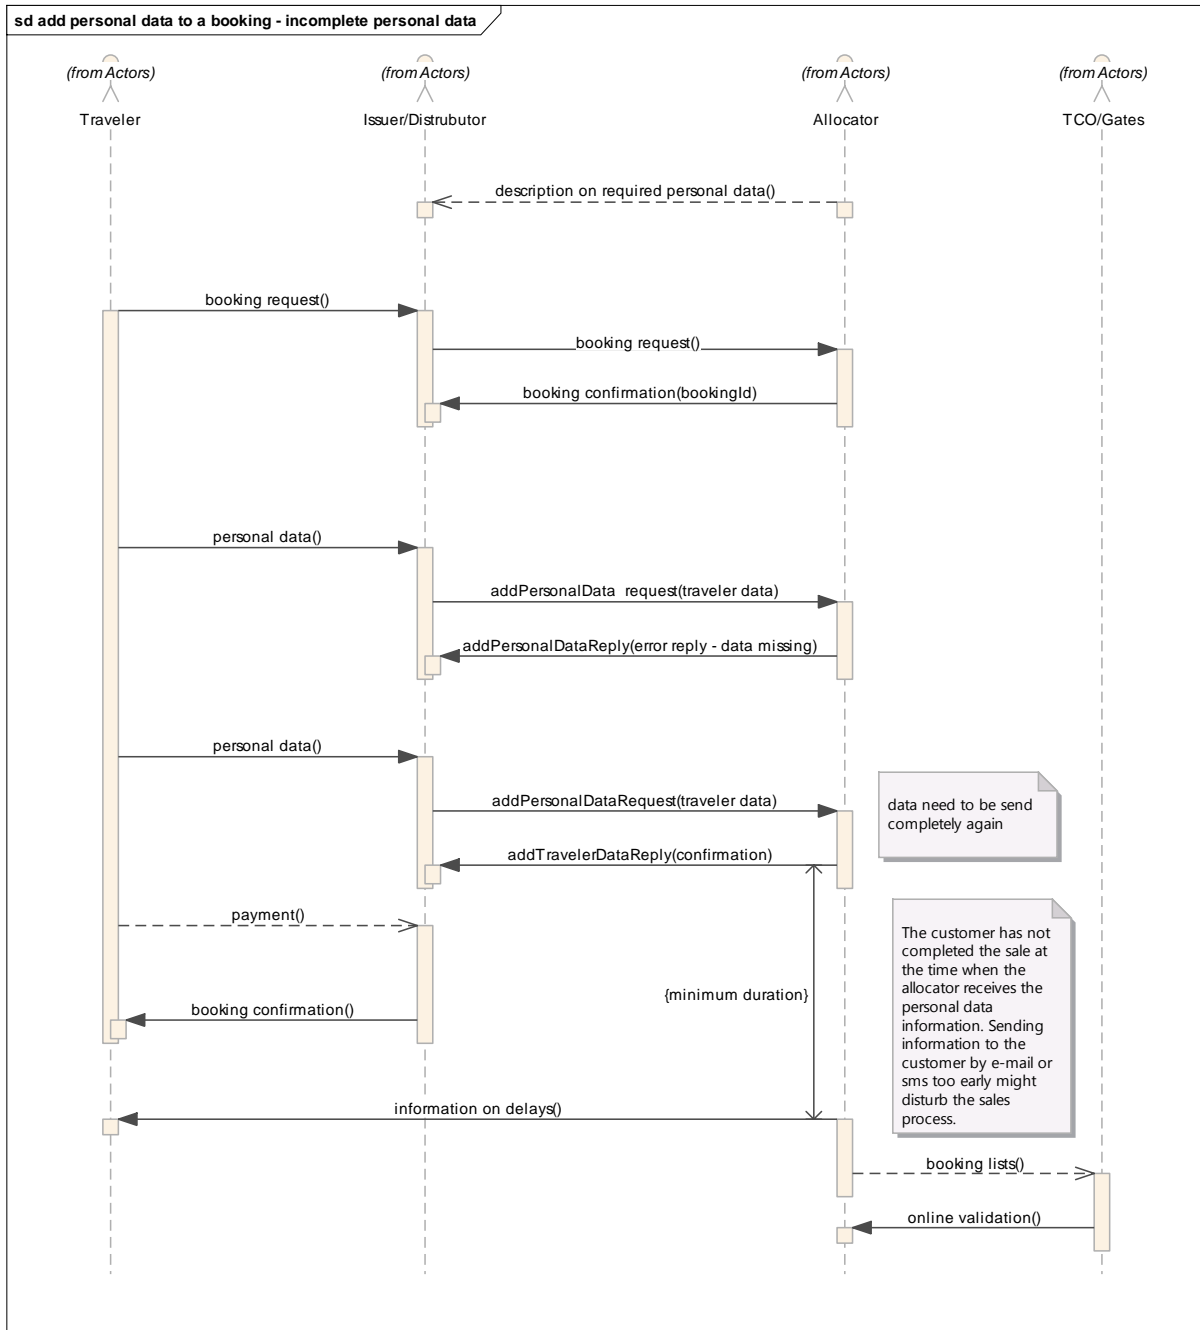 sd add personal data to a booking - incomplete personal data
(from Actors)
(from Actors)
(from Actors)
(from Actors)
Traveler
Issuer/Distrubutor
Allocator
TCO/Gates
description on required personal data()
booking request()
booking request()
booking confirmation(bookingId)
personal data()
addPersonalData request(traveler data)
addPersonalDataReply(error reply - data missing)
personal data()
addPersonalDataRequest(traveler data)
data need to be send
completely again
addTravelerDataReply(confirmation)
payment()
The customer has not
completed the sale at
the time when the
allocator receives the
personal data
information. Sending
information to the
customer by e-mail or
sms too early might
disturb the sales
process.
{minimum duration}
booking confirmation()
information on delays()
booking lists()
online validation()